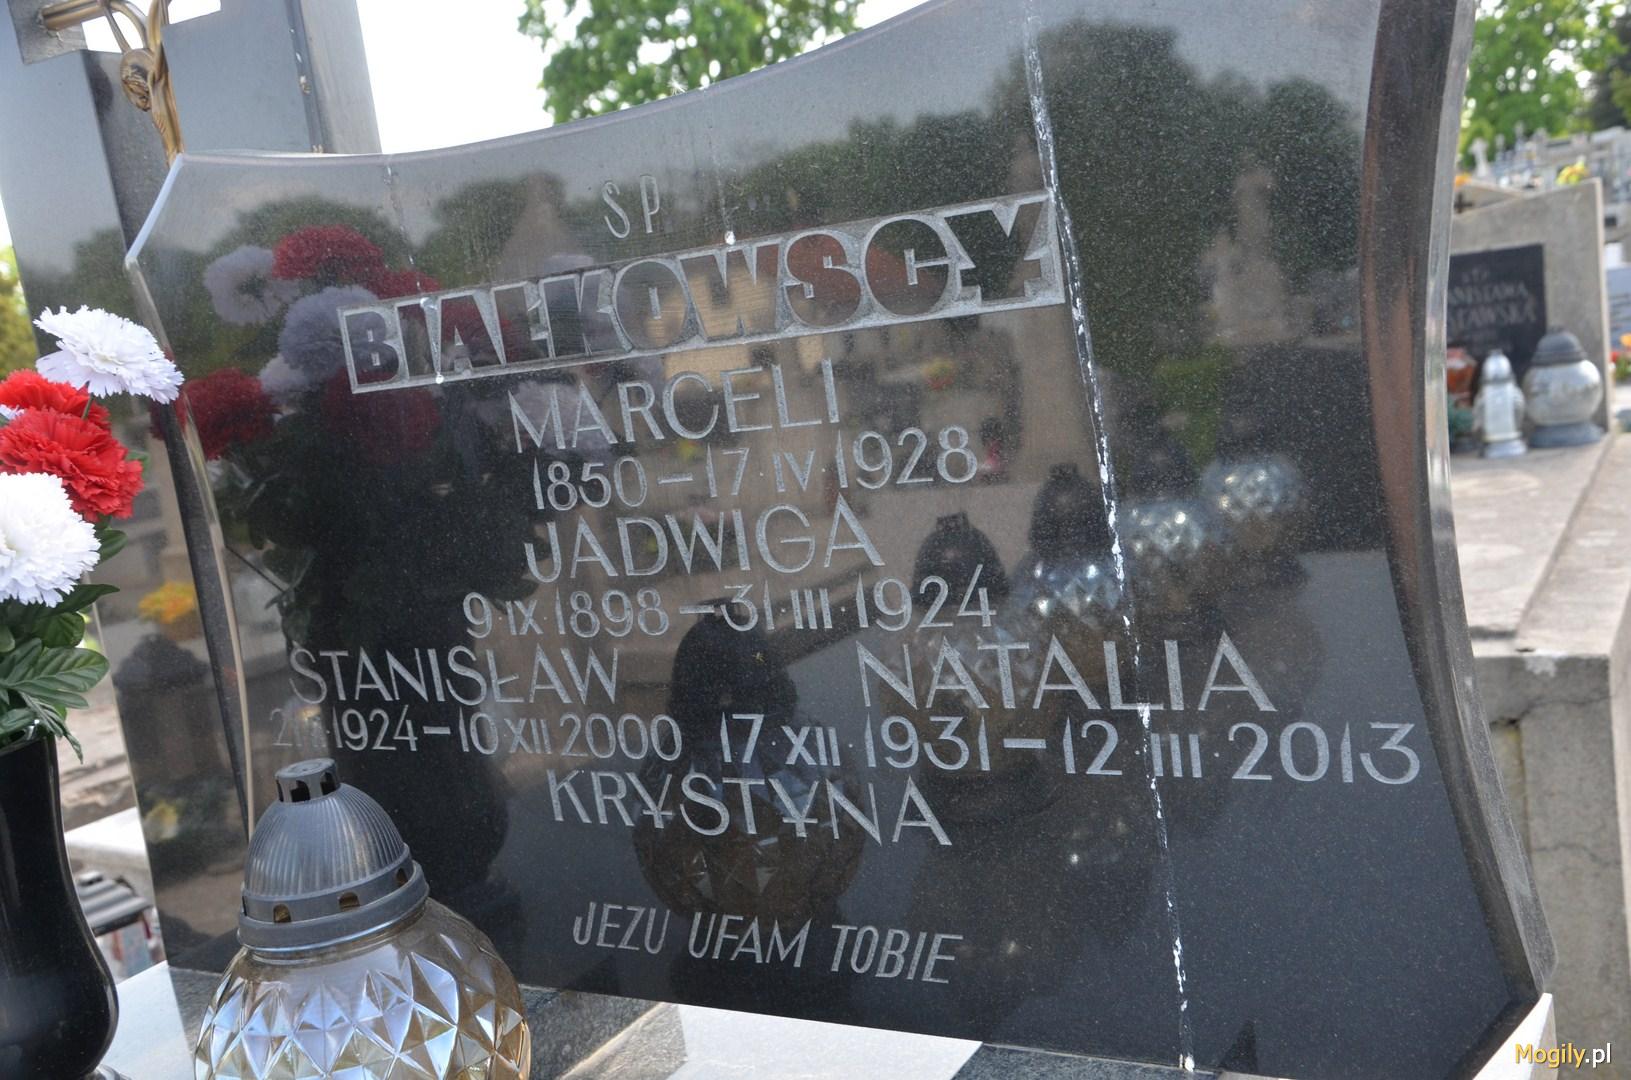 SP
BIAŁKOWSCY
MARCELI
1850 – 17 · IV · 1928
JADWIGA
9 · IX · 1898 – 31 · III · 1924
STANISŁAW NATALIA
1924 – 10 XII 2000 17 · XII · 1931 – 12 · III · 2013
KRYSTYNA
JEZU UFAM TOBIE
Mogily.pl